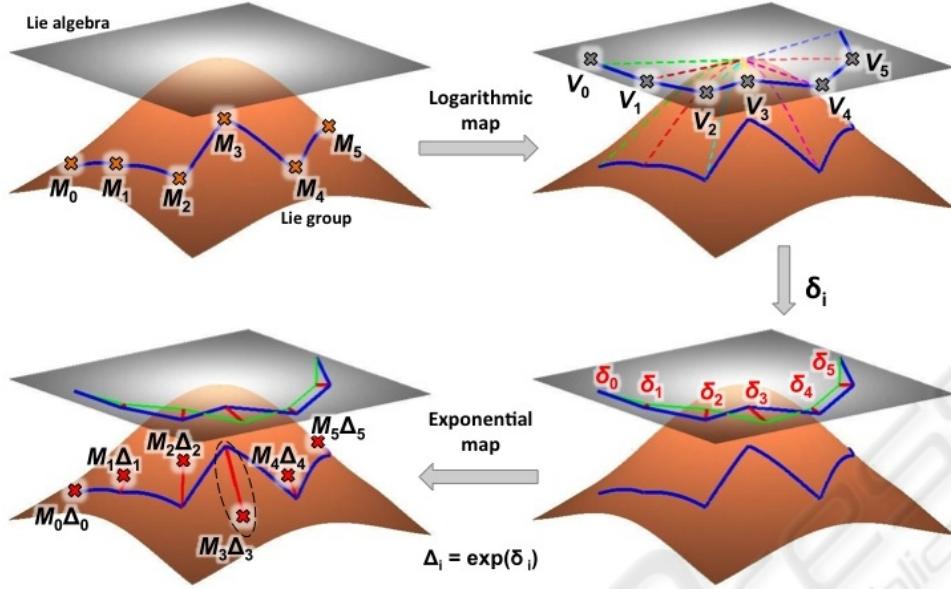 Lie algebra
M0
M1
M2
M3
M4
M5
Lie group
Logarithmic
map
V0
V1
V2
V3
V4
V5
δi
δ0
δ1
δ2
δ3
δ4
δ5
Exponential
map
Δi = exp(δi)
M0Δ0
M1Δ1
M2Δ2
M3Δ3
M4Δ4
M5Δ5